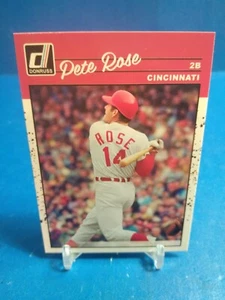 DONRUSS
Pete Rose
2B
CINCINNATI
ROSE
14